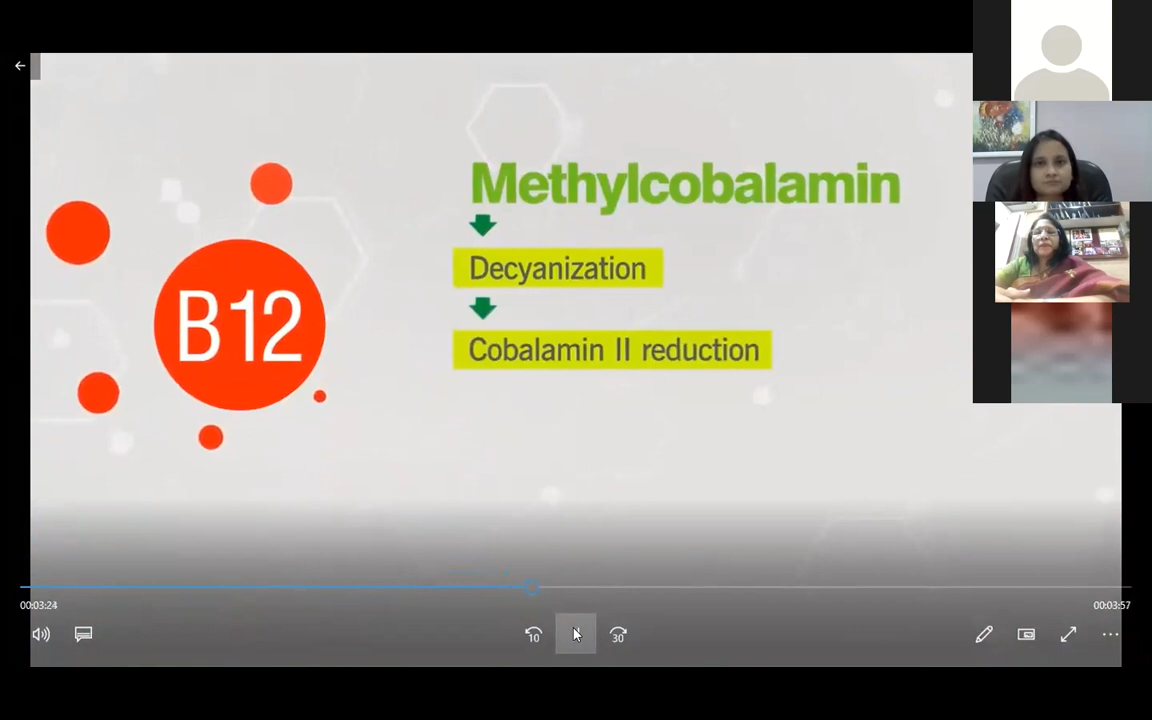 Methylcobalamin
Decyanization
Cobalamin II reduction
B12
00:03:24
00:03:57
10
30